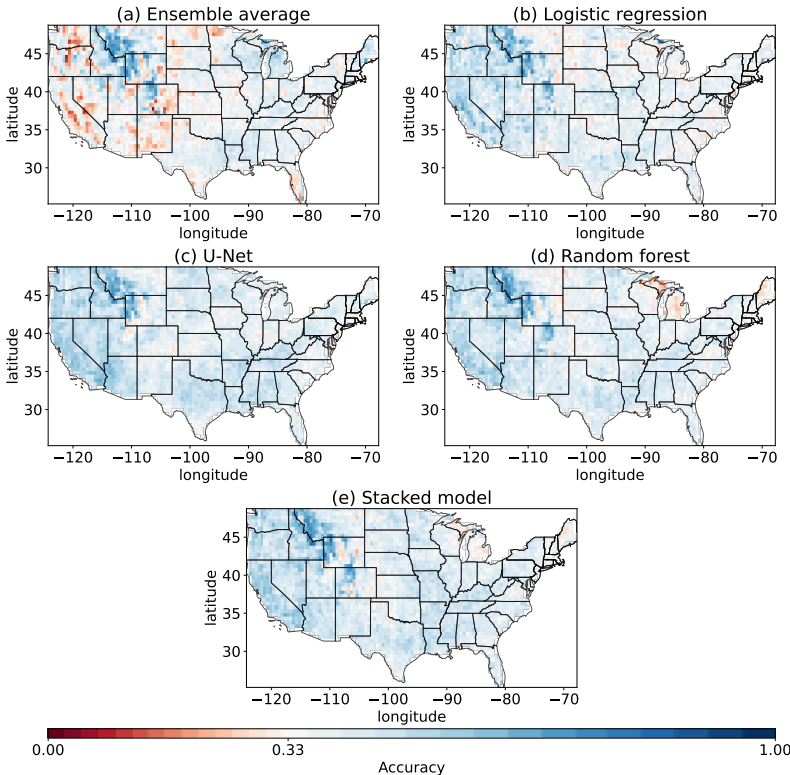 (a) Ensemble average
(b) Logistic regression
latitude
45
40
35
30
−120 −110 −100 −90 −80 −70
longitude
latitude
45
40
35
30
−120 −110 −100 −90 −80 −70
longitude
(c) U-Net
(d) Random forest
latitude
45
40
35
30
−120 −110 −100 −90 −80 −70
longitude
latitude
45
40
35
30
−120 −110 −100 −90 −80 −70
longitude
(e) Stacked model
latitude
45
40
35
30
−120 −110 −100 −90 −80 −70
longitude
0.00 0.33 1.00
Accuracy